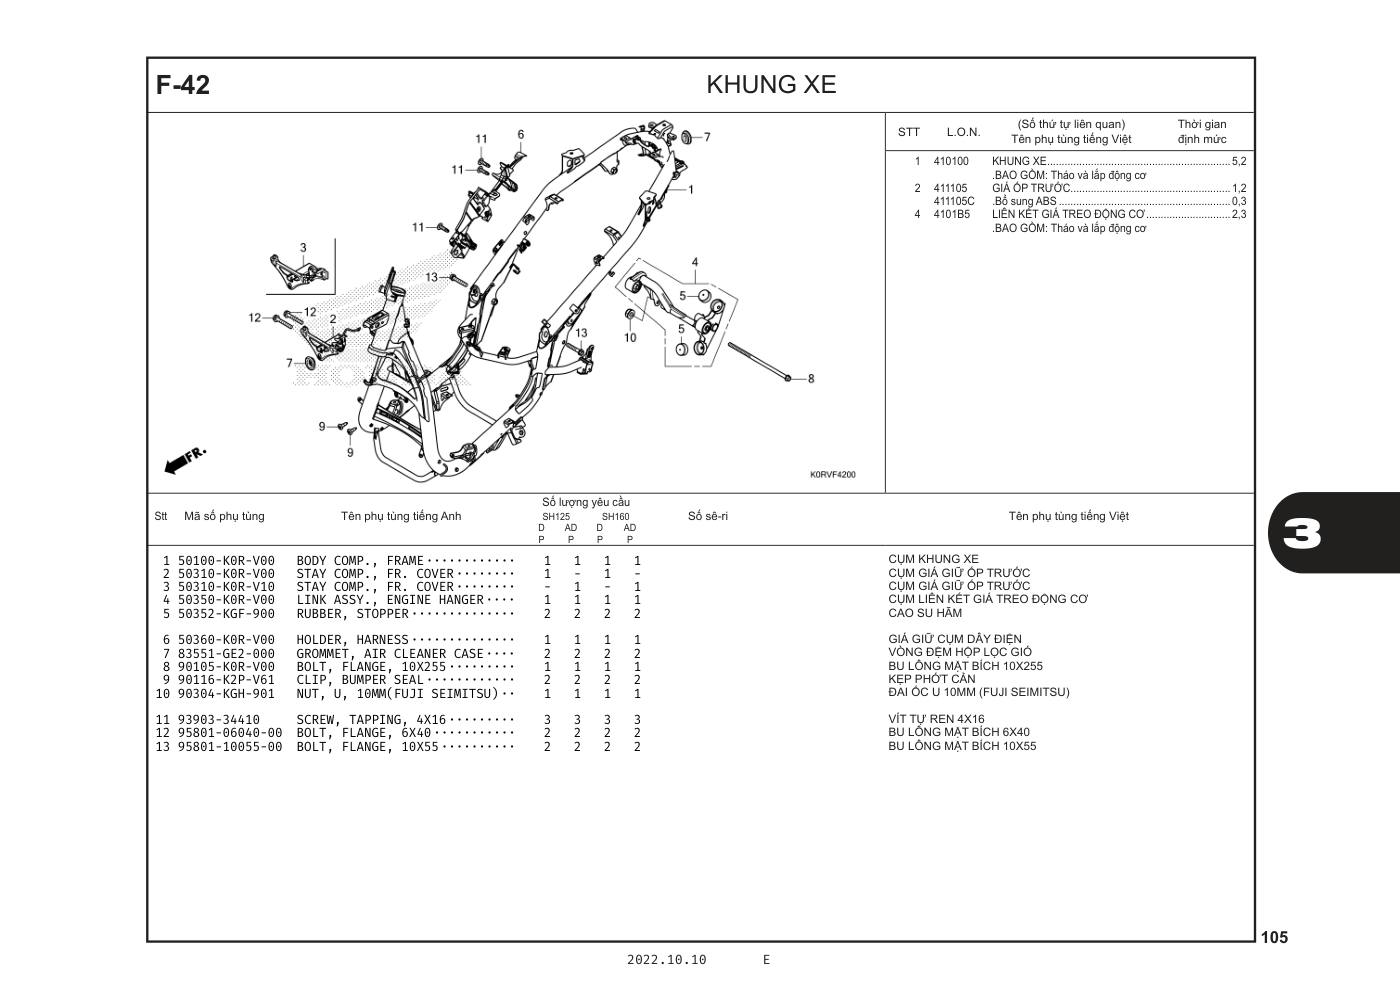 F-42
KHUNG XE
11
6
7
11
1
11
3
4
13
5
12
12
2
5
10
13
7
8
9
9
FR.
K0RVF4200
STT L.O.N. (Số thứ tự liên quan) Thời gian
Tên phụ tùng tiếng Việt định mức
1 410100 KHUNG XE 5,2
.BAO GỒM: Tháo và lắp động cơ
2 411105 GIÁ ỐP TRƯỚC 1,2
411105C .Bổ sung ABS 0,3
4 4101B5 LIÊN KẾT GIÁ TREO ĐỘNG CƠ 2,3
.BAO GỒM: Tháo và lắp động cơ
Số lượng yêu cầu
Stt Mã số phụ tùng Tên phụ tùng tiếng Anh SH125 SH160 Số sê-ri Tên phụ tùng tiếng Việt
D AD D AD
P P P P
1 50100-K0R-V00 BODY COMP., FRAME············ 1 1 1 1 CỤM KHUNG XE
2 50310-K0R-V00 STAY COMP., FR. COVER········ 1 - 1 - CỤM GIÁ GIỮ ỐP TRƯỚC
3 50310-K0R-V10 STAY COMP., FR. COVER········ - 1 - 1 CỤM GIÁ GIỮ ỐP TRƯỚC
4 50350-K0R-V00 LINK ASSY., ENGINE HANGER···· 1 1 1 1 CỤM LIÊN KẾT GIÁ TREO ĐỘNG CƠ
5 50352-KGF-900 RUBBER, STOPPER·············· 2 2 2 2 CAO SU HÃM
6 50360-K0R-V00 HOLDER, HARNESS·············· 1 1 1 1 GIÁ GIỮ CỤM DÂY ĐIỆN
7 83551-GE2-000 GROMMET, AIR CLEANER CASE···· 2 2 2 2 VÒNG ĐỆM HỘP LỌC GIÓ
8 90105-K0R-V00 BOLT, FLANGE, 10X255········· 1 1 1 1 BU LÔNG MẶT BÍCH 10X255
9 90116-K2P-V61 CLIP, BUMPER SEAL············ 2 2 2 2 KẸP PHỚT CẢN
10 90304-KGH-901 NUT, U, 10MM(FUJI SEIMITSU)·· 1 1 1 1 ĐAI ỐC U 10MM (FUJI SEIMITSU)
11 93903-34410 SCREW, TAPPING, 4X16········· 3 3 3 3 VÍT TỰ REN 4X16
12 95801-06040-00 BOLT, FLANGE, 6X40··········· 2 2 2 2 BU LÔNG MẶT BÍCH 6X40
13 95801-10055-00 BOLT, FLANGE, 10X55·········· 2 2 2 2 BU LÔNG MẶT BÍCH 10X55
3
105
2022.10.10 E